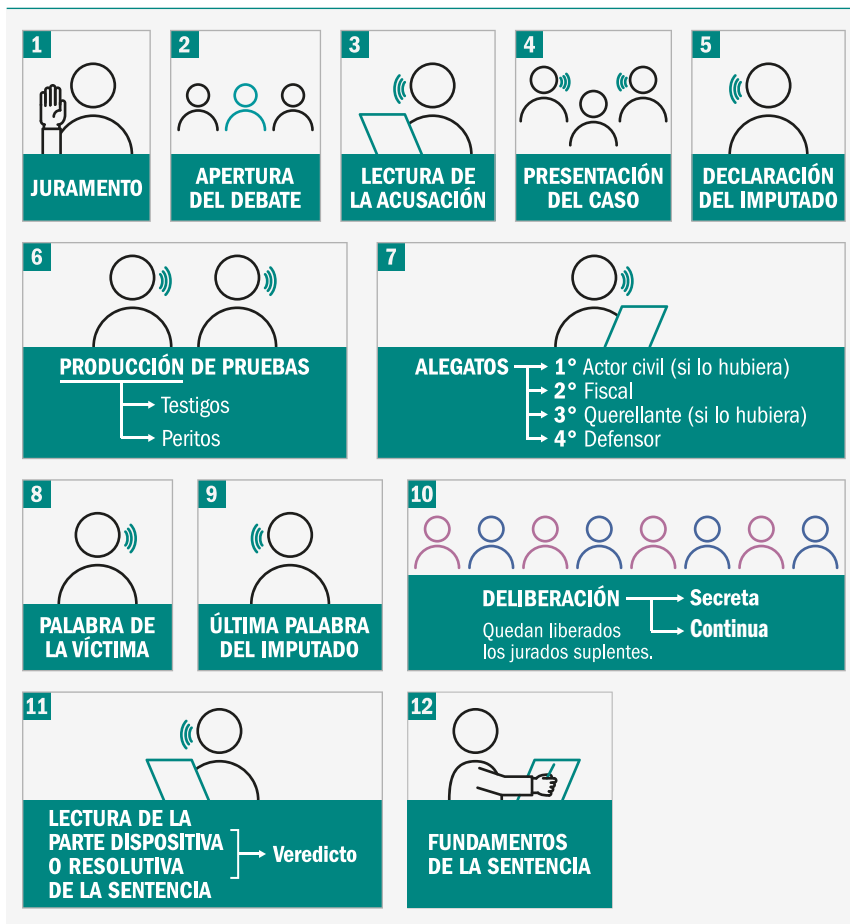 1
JURAMENTO
2
APERTURA
DEL DEBATE
3
LECTURA DE
LA ACUSACIÓN
4
PRESENTACIÓN
DEL CASO
5
DECLARACIÓN
DEL IMPUTADO
6
PRODUCCIÓN DE PRUEBAS
Testigos
Peritos
7
ALEGATOS
1° Actor civil (si lo hubiera)
2° Fiscal
3° Querellante (si lo hubiera)
4° Defensor
8
PALABRA DE
LA VÍCTIMA
9
ÚLTIMA PALABRA
DEL IMPUTADO
10
DELIBERACIÓN
Secreta
Continua
Quedan liberados
los jurados suplentes.
11
LECTURA DE LA
PARTE DISPOSITIVA
O RESOLUTIVA
DE LA SENTENCIA
Veredicto
12
FUNDAMENTOS
DE LA SENTENCIA